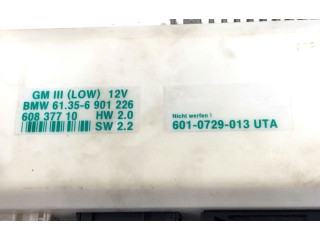 GM III (LOW) 12V
BMW 61.35-6 901 226
608 377 10 HW 2.0
SW 2.2
Nicht werfen !
601-0729-013 UTA